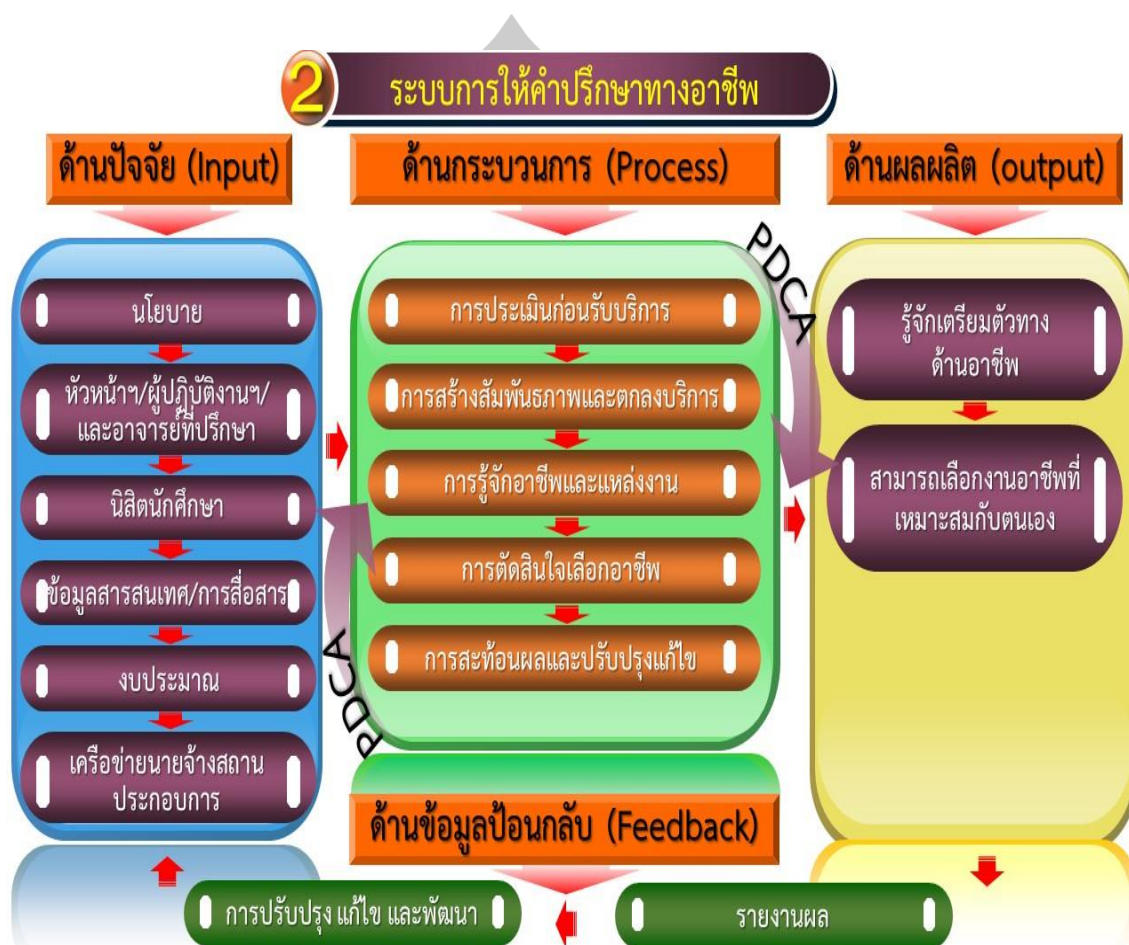 2 ระบบการให้คำปรึกษาทางอาชีพ
ด้านปัจจัย (Input)
นโยบาย
หัวหน้าฯ/ผู้ปฏิบัติงานฯ/
และอาจารย์ที่ปรึกษา
นิสิตนักศึกษา
ข้อมูลสารสนเทศ/การสื่อสาร
งบประมาณ
เครือข่ายนายจ้างสถาน
ประกอบการ
PDCA
ด้านกระบวนการ (Process)
การประเมินก่อนรับบริการ
การสร้างสัมพันธภาพและตกลงบริการ
การรู้จักอาชีพและแหล่งงาน
การตัดสินใจเลือกอาชีพ
การสะท้อนผลและปรับปรุงแก้ไข
PDCA
ด้านผลผลิต (output)
รู้จักเตรียมตัวทาง
ด้านอาชีพ
สามารถเลือกงานอาชีพที่
เหมาะสมกับตนเอง
ด้านข้อมูลป้อนกลับ (Feedback)
การปรับปรุง แก้ไข และพัฒนา
รายงานผล